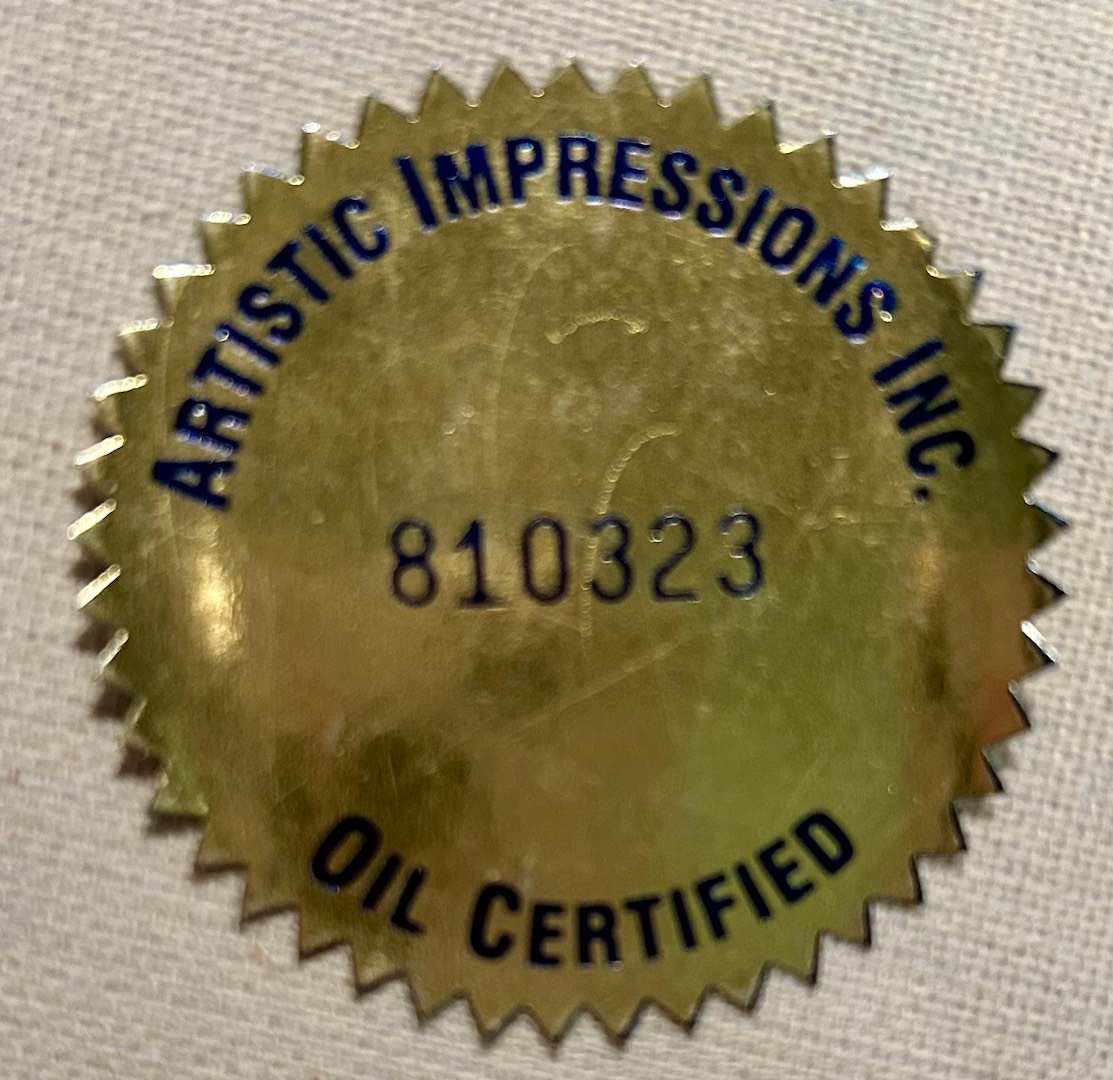 ARTISTIC IMPRESSIONS INC.
810323
OIL CERTIFIED